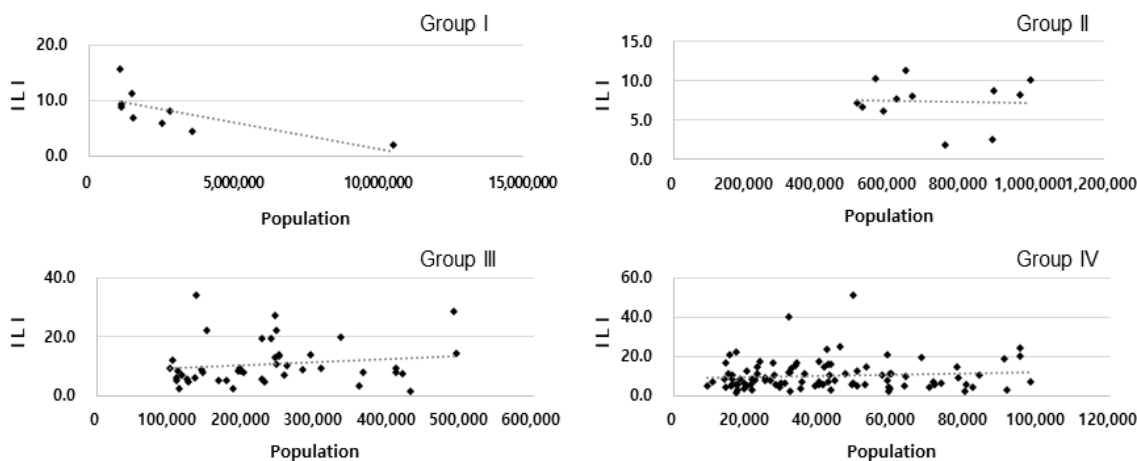 Group Ⅰ
20.0
10.0
0.0
I L I
0 5,000,000 10,000,000 15,000,000
Population
Group Ⅱ
15.0
10.0
5.0
0.0
I L I
0 200,000 400,000 600,000 800,000 1,000,000 1,200,000
Population
Group Ⅲ
40.0
20.0
0.0
I L I
0 100,000 200,000 300,000 400,000 500,000 600,000
Population
Group Ⅳ
60.0
40.0
20.0
0.0
I L I
0 20,000 40,000 60,000 80,000 100,000 120,000
Population